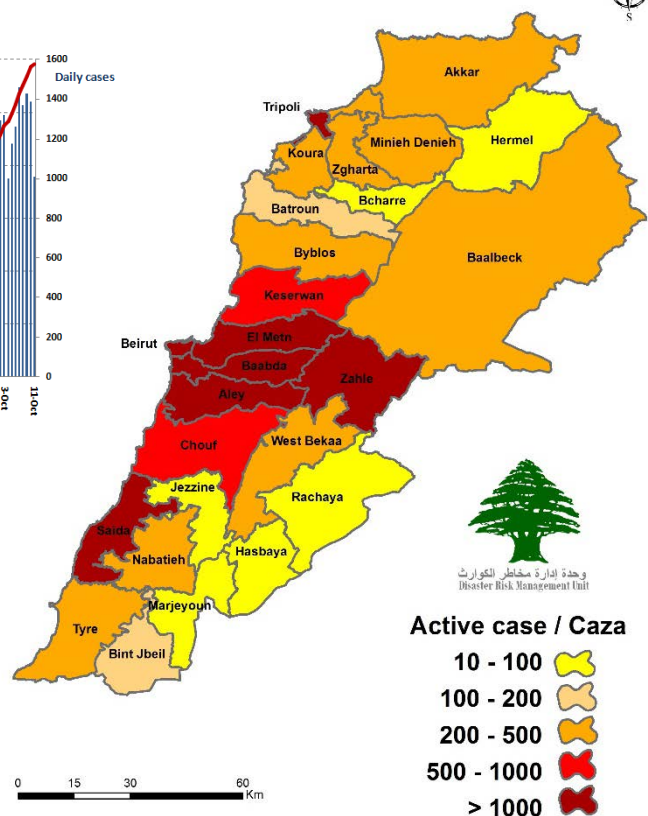 S
1600
Daily cases
1400
1200
1000
800
600
400
200
0
3-Oct
11-Oct
Akkar
Tripoli
Minieh Denieh
Hermel
Koura
Zgharta
Bcharre
Batroun
Byblos
Baalbeck
Keserwan
El Metn
Beirut
Baabda
Zahle
Aley
Chouf
West Bekaa
Jezzine
Rachaya
Saida
Hasbaya
Nabatieh
Marjeyoun
Tyre
Bint Jbeil
وحدة إدارة مخاطر الكوارث
Disaster Risk Management Unit
Active case / Caza
10 - 100
100 - 200
200 - 500
500 - 1000
> 1000
0 15 30 60
Km